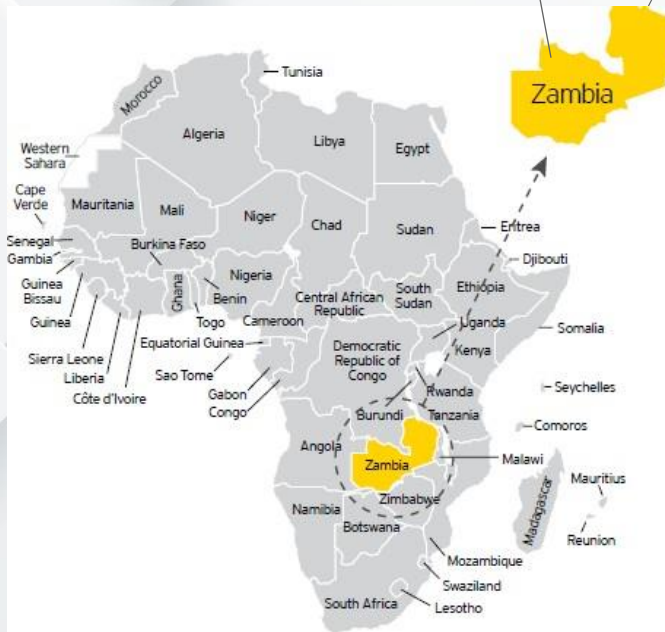 Zambia
Tunisia
Morocco
Algeria
Libya
Egypt
Western
Sahara
Cape
Verde
Mauritania
Mali
Niger
Chad
Sudan
Eritrea
Senegal
Gambia
Burkina Faso
Djibouti
Guinea
Bissau
Guinea
Ghana
Benin
Nigeria
Togo
Central African
Republic
South
Sudan
Ethiopia
Cameroon
Uganda
Somalia
Sierra Leone
Liberia
Côte d'Ivoire
Equatorial Guinea
Sao Tome
Gabon
Congo
Democratic
Republic of
Congo
Kenya
Rwanda
Burundi
Tanzania
Seychelles
Comoros
Angola
Zambia
Malawi
Mauritius
Madagascar
Reunion
Zimbabwe
Namibia
Botswana
Mozambique
Swaziland
Lesotho
South Africa